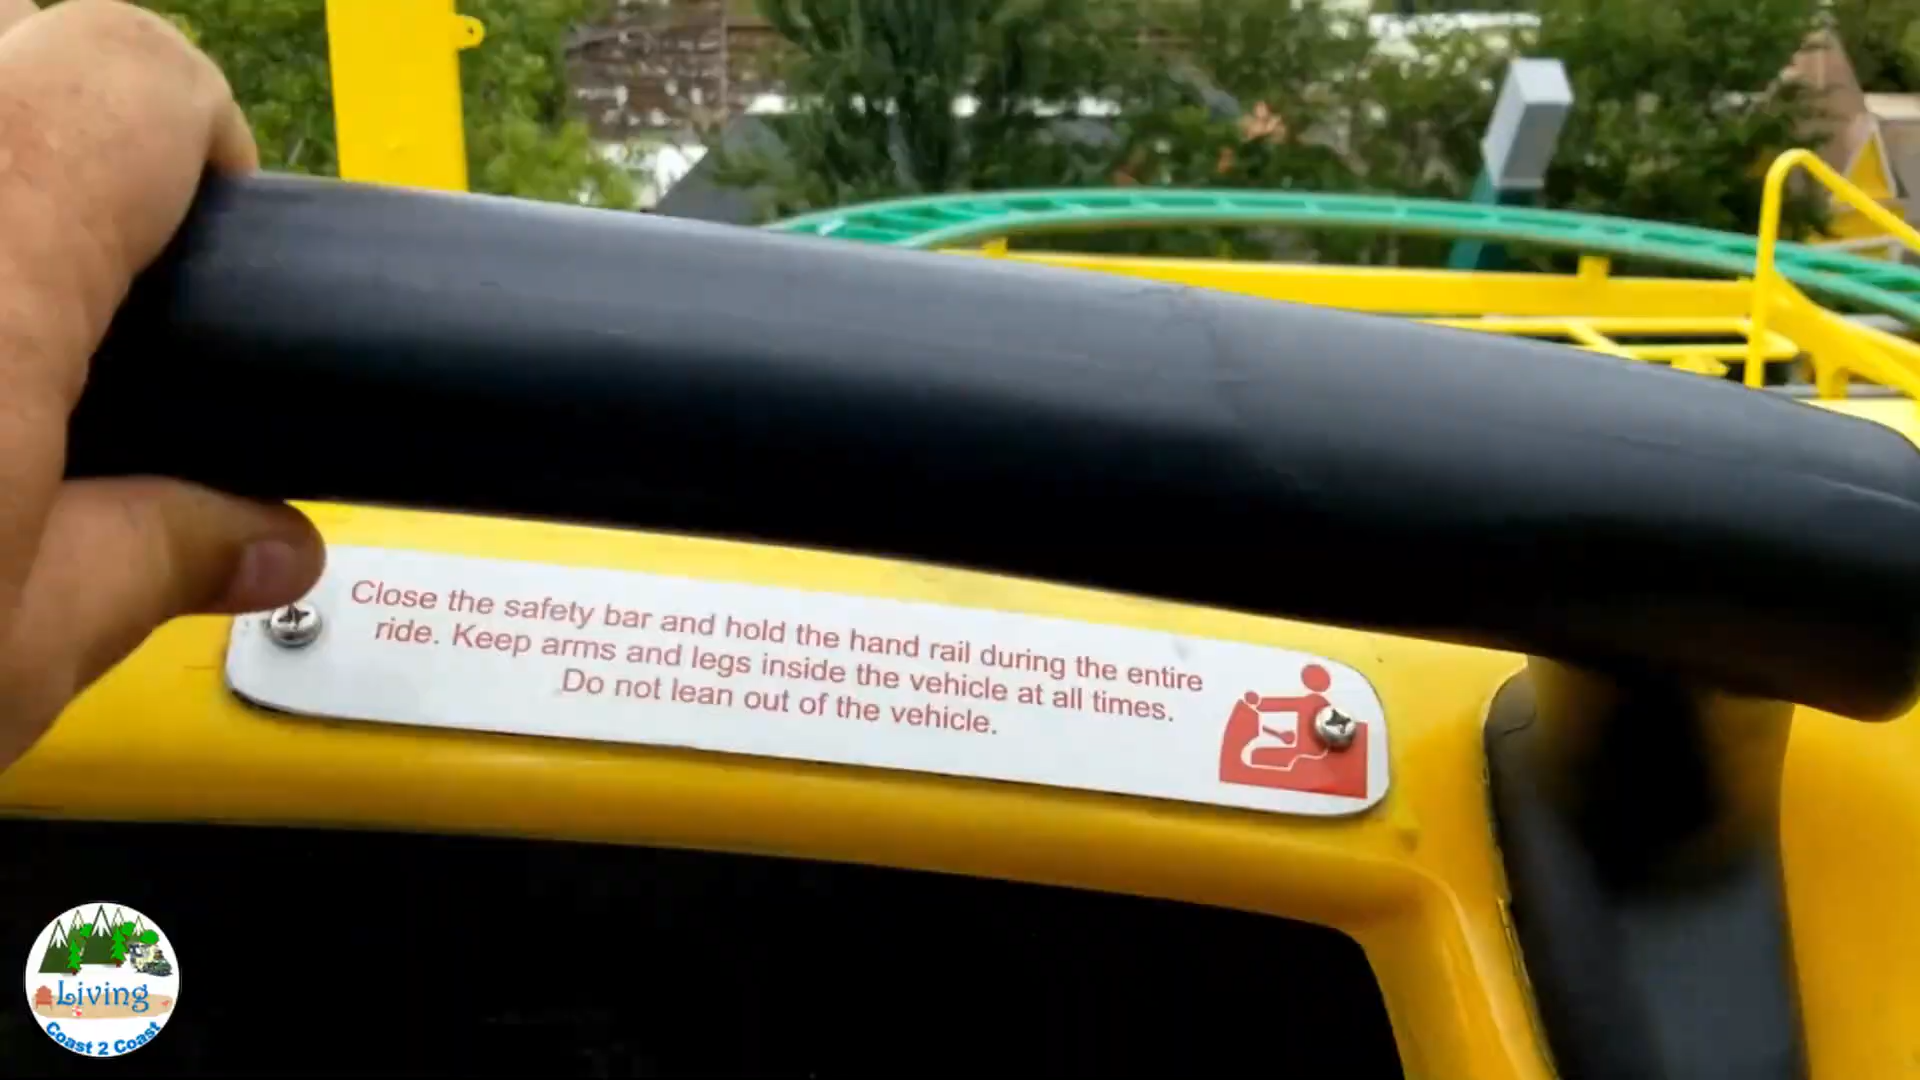 Close the safety bar and hold the hand rail during the entire
ride. Keep arms and legs inside the vehicle at all times.
Do not lean out of the vehicle.
Living
Coast 2 Coast